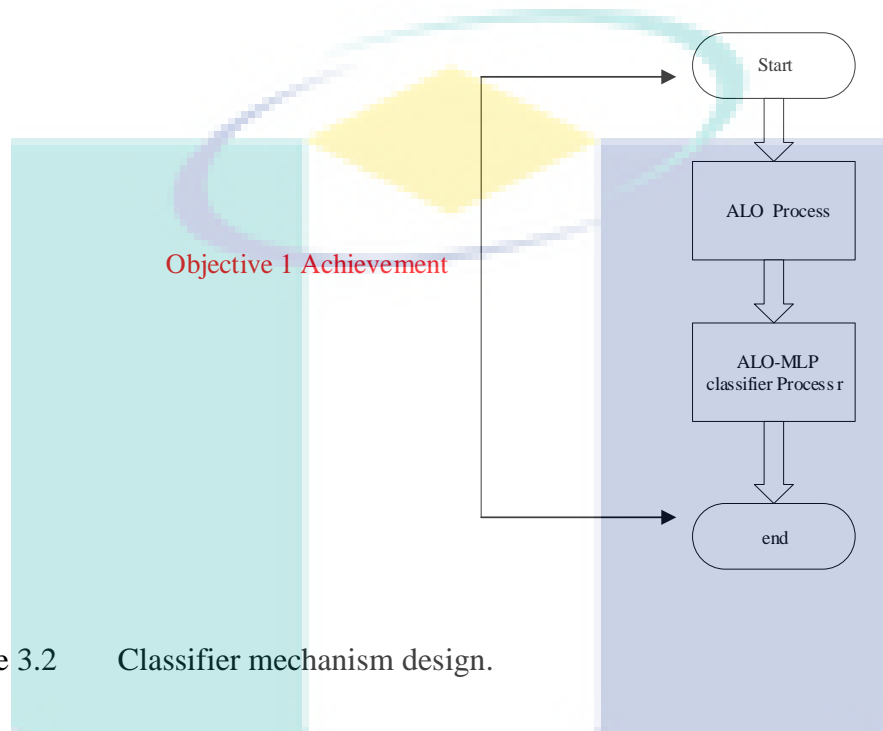 Start
ALO Process
Objective 1 Achievement
ALO-MLP
classifier Process r
end
e 3.2 Classifier mechanism design.